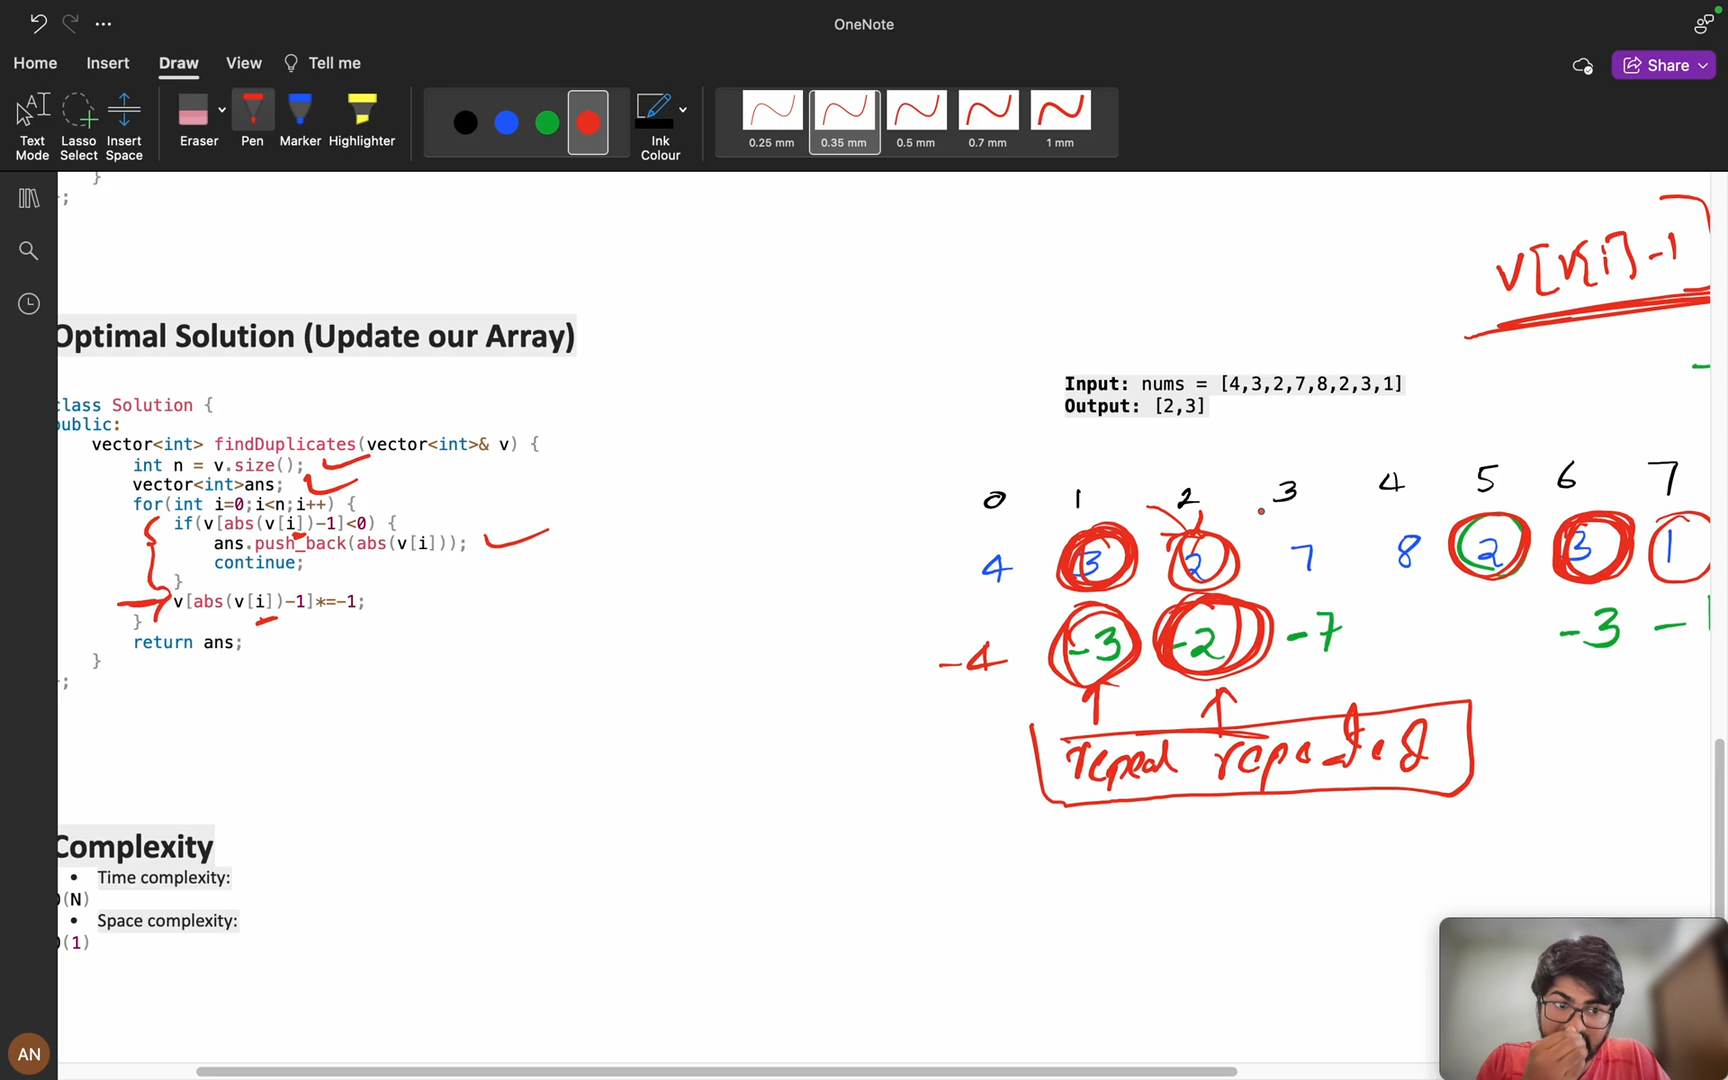 OneNote
Home Insert Draw View Tell me Share
Text Mode
Lasso Select
Insert Space
Eraser
Pen
Marker
Highlighter
Ink Colour
0.25 mm
0.35 mm
0.5 mm
0.7 mm
1 mm
}
;
v[v[i]-1]
Optimal Solution (Update our Array)
Input: nums = [4,3,2,7,8,2,3,1]
Output: [2,3]
class Solution {
public:
vector<int> findDuplicates(vector<int>& v) {
int n = v.size();
vector<int>ans;
for(int i=0;i<n;i++) {
if(v[abs(v[i])-1]<0) {
ans.push_back(abs(v[i]));
continue;
}
v[abs(v[i])-1]*=-1;
}
return ans;
}
;
0 1 2 3 4 5 6 7
4 3 2 7 8 2 3 1
-4 -3 -2 -7 -3 -1
repeat repeated
Complexity
• Time complexity:
O(N)
• Space complexity:
O(1)
AN